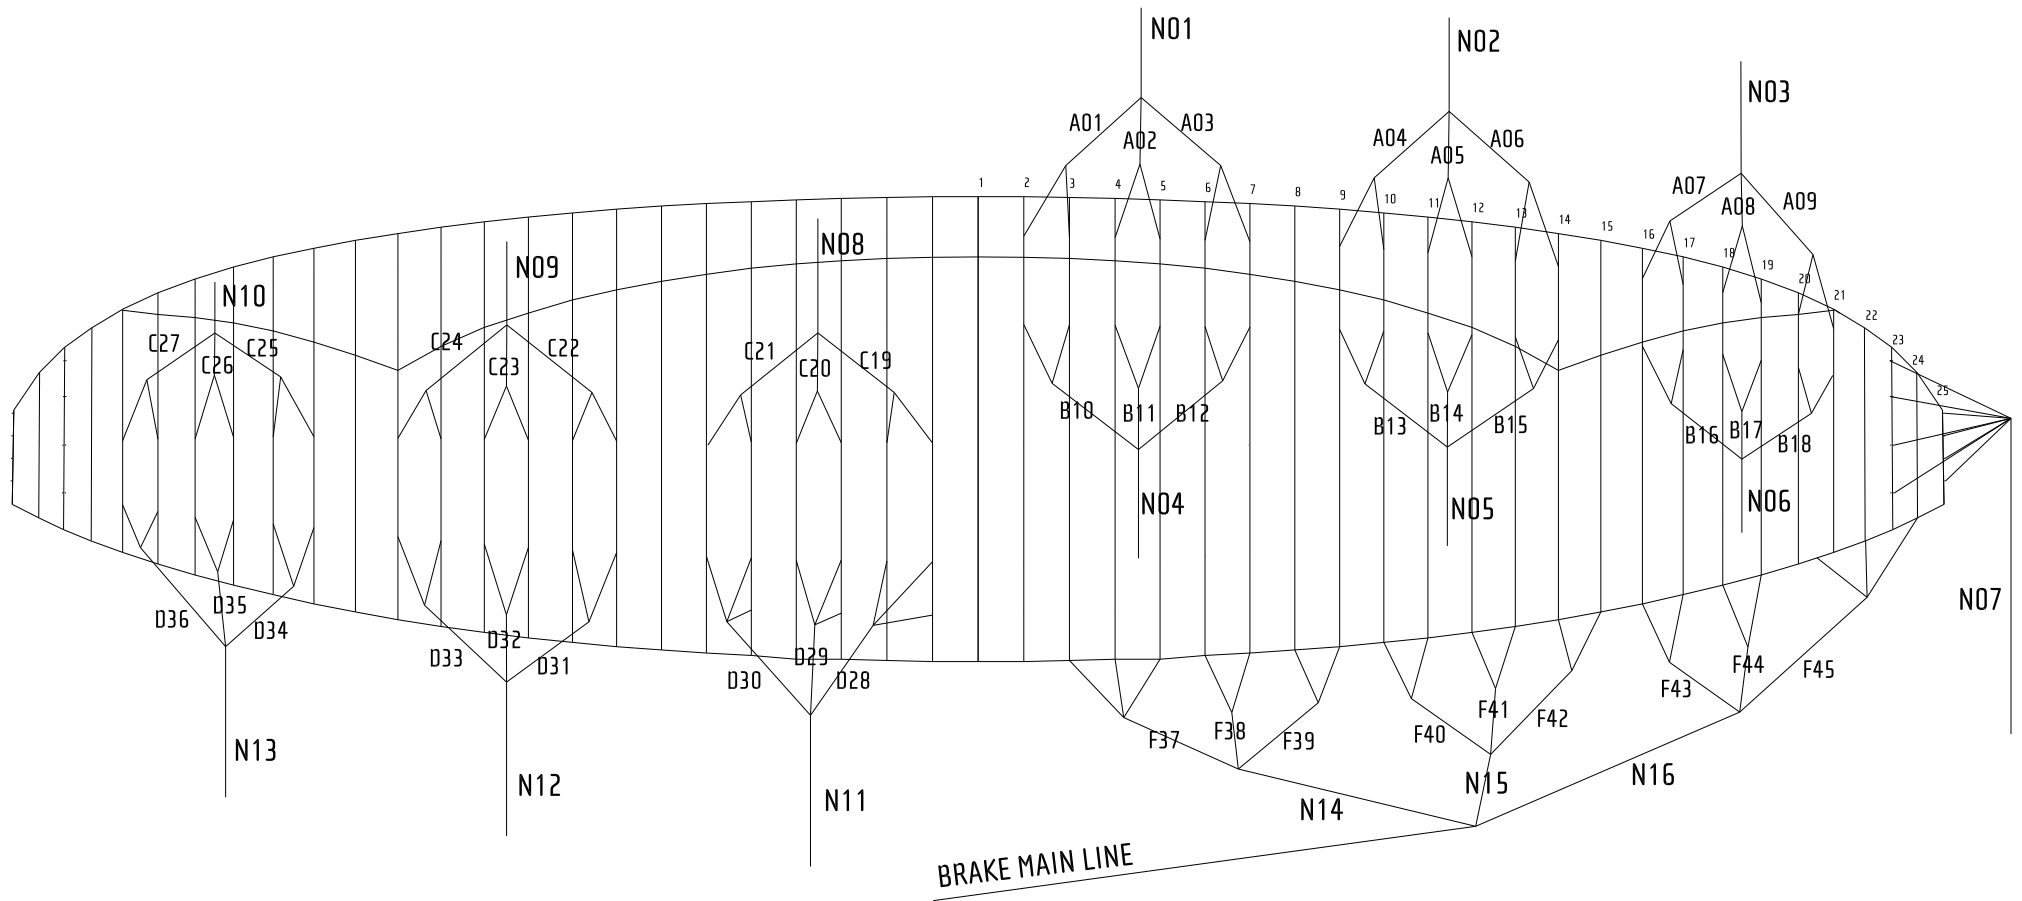 N01
N02
N03
A01
A02
A03
A04
A05
A06
A07
A08
A09
1
2
3
4
5
6
7
8
9
10
11
12
13
14
15
16
17
18
19
20
21
22
23
24
25
N08
N09
N10
C27
C26
C25
C24
C23
C22
C21
C20
C19
B10
B11
B12
B13
B14
B15
B16
B17
B18
N04
N05
N06
N07
D36
D35
D34
D33
D32
D31
D30
D29
D28
F37
F38
F39
F40
F41
F42
F43
F44
F45
N13
N12
N11
N14
N15
N16
BRAKE MAIN LINE